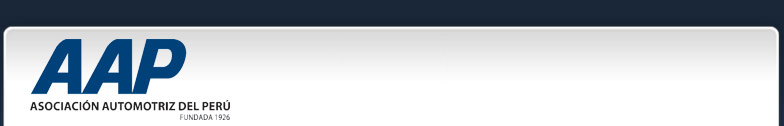 AAP
ASOCIACIÓN AUTOMOTRIZ DEL PERÚ
FUNDADA 1926